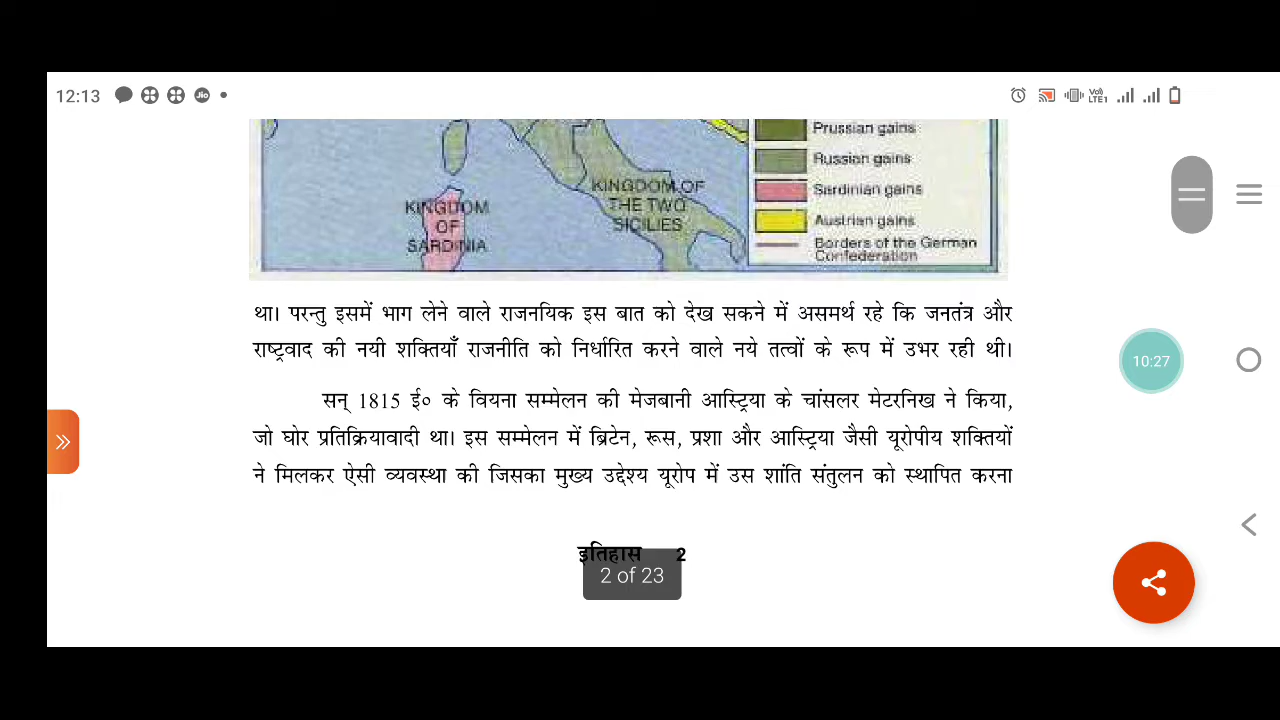 12:13
Jio
Vo)
LTE1
Prussian gains
Russian gains
Sardinian gains
Austrian gains
Borders of the German
Confederation
KINGDOM OF
THE TWO
SICILIES
KINGDOM
OF
SARDINIA
था। परन्तु इसमें भाग लेने वाले राजनयिक इस बात को देख सकने में असमर्थ रहे कि जनतंत्र और
राष्ट्रवाद की नयी शक्तियाँ राजनीति को निर्धारित करने वाले नये तत्वों के रूप में उभर रही थी।
सन् 1815 ई० के वियना सम्मेलन की मेजबानी आस्ट्रिया के चांसलर मेटरनिख ने किया,
जो घोर प्रतिक्रियावादी था। इस सम्मेलन में ब्रिटेन, रूस, प्रशा और आस्ट्रिया जैसी यूरोपीय शक्तियों
ने मिलकर ऐसी व्यवस्था की जिसका मुख्य उद्देश्य यूरोप में उस शांति संतुलन को स्थापित करना
इतिहास 2
2 of 23
10:27